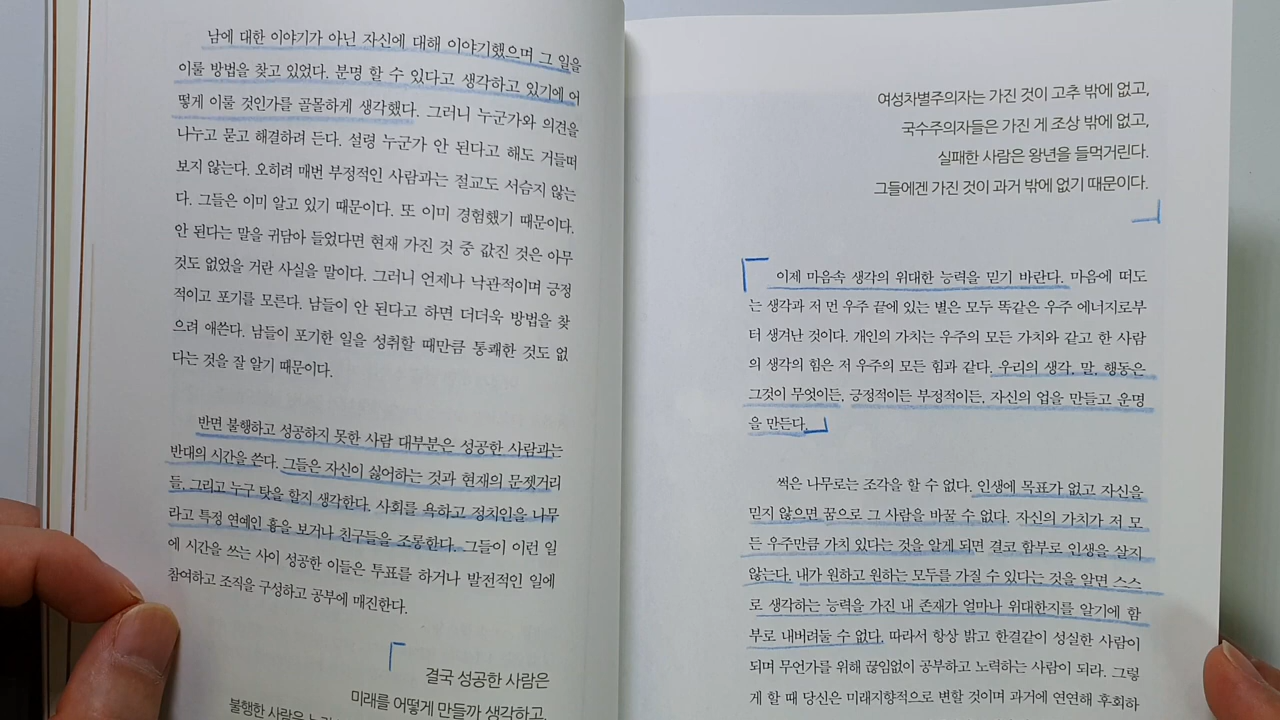 남에 대한 이야기가 아닌 자신에 대해 이야기했으며 그 일을
이룰 방법을 찾고 있었다. 분명 할 수 있다고 생각하고 있기에 어
떻게 이룰 것인가를 골몰하게 생각했다. 그러니 누군가와 의견을
나누고 묻고 해결하려 든다. 설령 누군가 안 된다고 해도 거들떠
보지 않는다. 오히려 매번 부정적인 사람과는 절교도 서슴지 않는
다. 그들은 이미 알고 있기 때문이다. 또 이미 경험했기 때문이다.
안 된다는 말을 귀담아 들었다면 현재 가진 것 중 값진 것은 아무
것도 없었을 거란 사실을 말이다. 그러니 언제나 낙관적이며 긍정
적이고 포기를 모른다. 남들이 안 된다고 하면 더더욱 방법을 찾
으려 애쓴다. 남들이 포기한 일을 성취할 때만큼 통쾌한 것도 없
다는 것을 잘 알기 때문이다.
반면 불행하고 성공하지 못한 사람 대부분은 성공한 사람과는
반대의 시간을 쓴다. 그들은 자신이 싫어하는 것과 현재의 문젯거리
들, 그리고 누구 탓을 할지 생각한다. 사회를 욕하고 정치인을 나무
라고 특정 연예인 흉을 보거나 친구들을 조롱한다. 그들이 이런 일
에 시간을 쓰는 사이 성공한 이들은 투표를 하거나 발전적인 일에
참여하고 조직을 구성하고 공부에 매진한다.
결국 성공한 사람은
미래를 어떻게 만들까 생각하고,
불행한 사람은
여성차별주의자는 가진 것이 고추 밖에 없고,
국수주의자들은 가진 게 조상 밖에 없고,
실패한 사람은 왕년을 들먹거린다.
그들에겐 가진 것이 과거 밖에 없기 때문이다.
이제 마음속 생각의 위대한 능력을 믿기 바란다. 마음에 떠도
는 생각과 저 먼 우주 끝에 있는 별은 모두 똑같은 우주 에너지로부
터 생겨난 것이다. 개인의 가치는 우주의 모든 가치와 같고 한 사람
의 생각의 힘은 저 우주의 모든 힘과 같다. 우리의 생각, 말, 행동은
그것이 무엇이든, 긍정적이든 부정적이든, 자신의 업을 만들고 운명
을 만든다.
썩은 나무로는 조각을 할 수 없다. 인생에 목표가 없고 자신을
믿지 않으면 꿈으로 그 사람을 바꿀 수 없다. 자신의 가치가 저 모
든 우주만큼 가치 있다는 것을 알게 되면 결코 함부로 인생을 살지
않는다. 내가 원하고 원하는 모두를 가질 수 있다는 것을 알면 스스
로 생각하는 능력을 가진 내 존재가 얼마나 위대한지를 알기에 함
부로 내버려둘 수 없다. 따라서 항상 밝고 한결같이 성실한 사람이
되며 무언가를 위해 끊임없이 공부하고 노력하는 사람이 되라. 그렇
게 할 때 당신은 미래지향적으로 변할 것이며 과거에 연연해 후회하